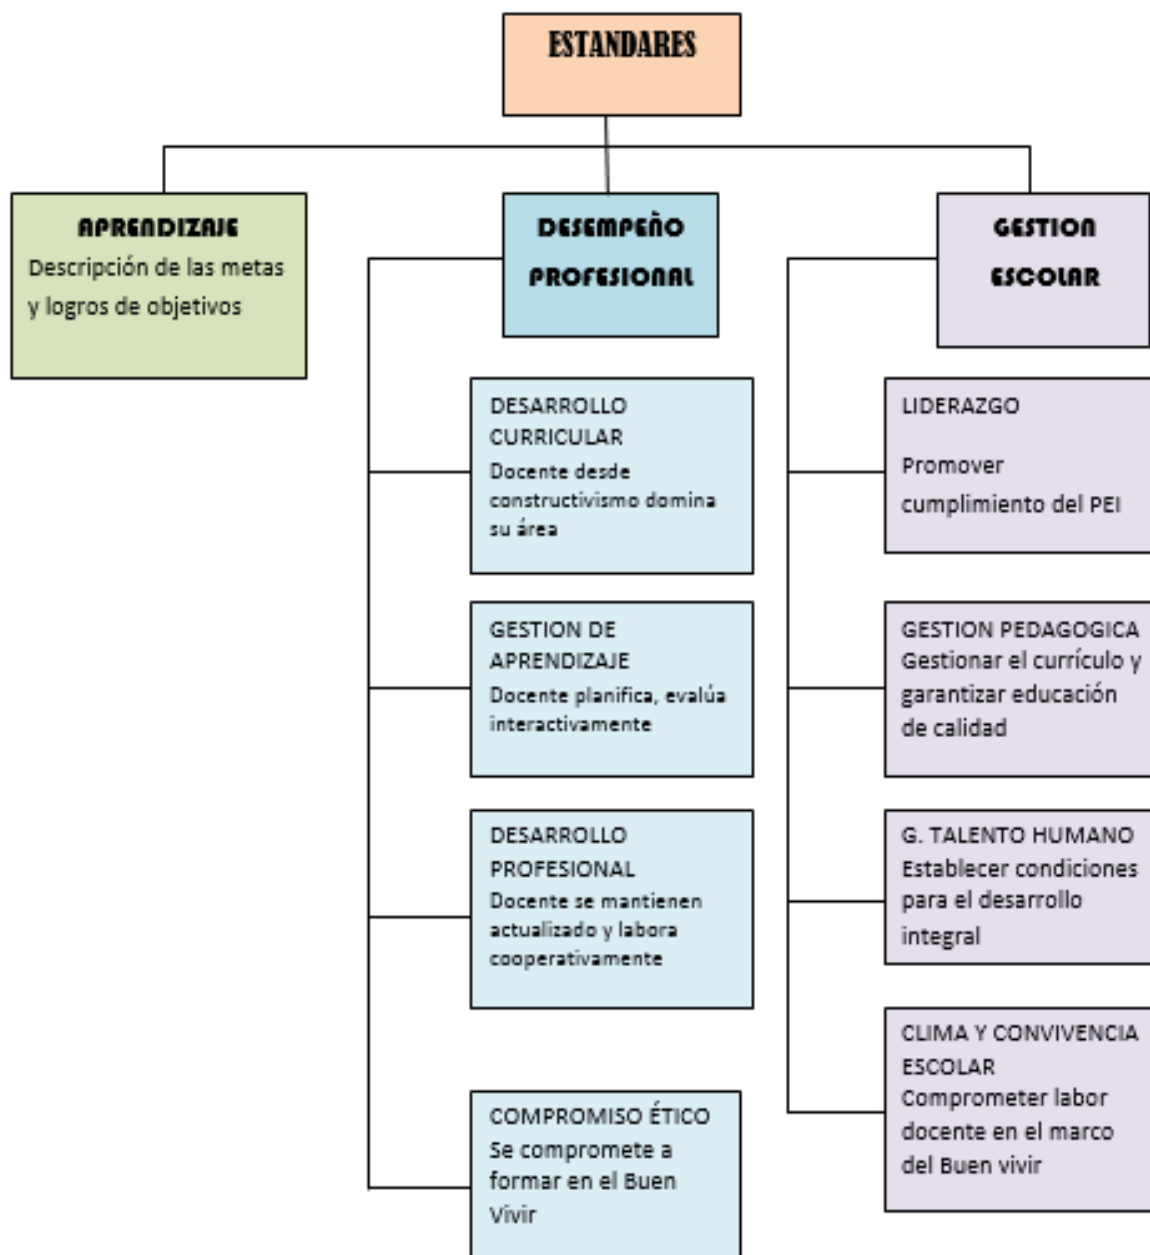 ESTANDARES
APRENDIZAJE
Descripción de las metas
y logros de objetivos
DESEMPEÑO
PROFESIONAL
DESARROLLO
CURRICULAR
Docente desde
constructivismo domina
su área
GESTION DE
APRENDIZAJE
Docente planifica, evalúa
interactivamente
DESARROLLO
PROFESIONAL
Docente se mantienen
actualizado y labora
cooperativamente
COMPROMISO ÉTICO
Se compromete a
formar en el Buen
Vivir
GESTION
ESCOLAR
LIDERAZGO
Promover
cumplimiento del PEI
GESTION PEDAGOGICA
Gestionar el currículo y
garantizar educación
de calidad
G. TALENTO HUMANO
Establecer condiciones
para el desarrollo
integral
CLIMA Y CONVIVENCIA
ESCOLAR
Comprometer labor
docente en el marco
del Buen vivir